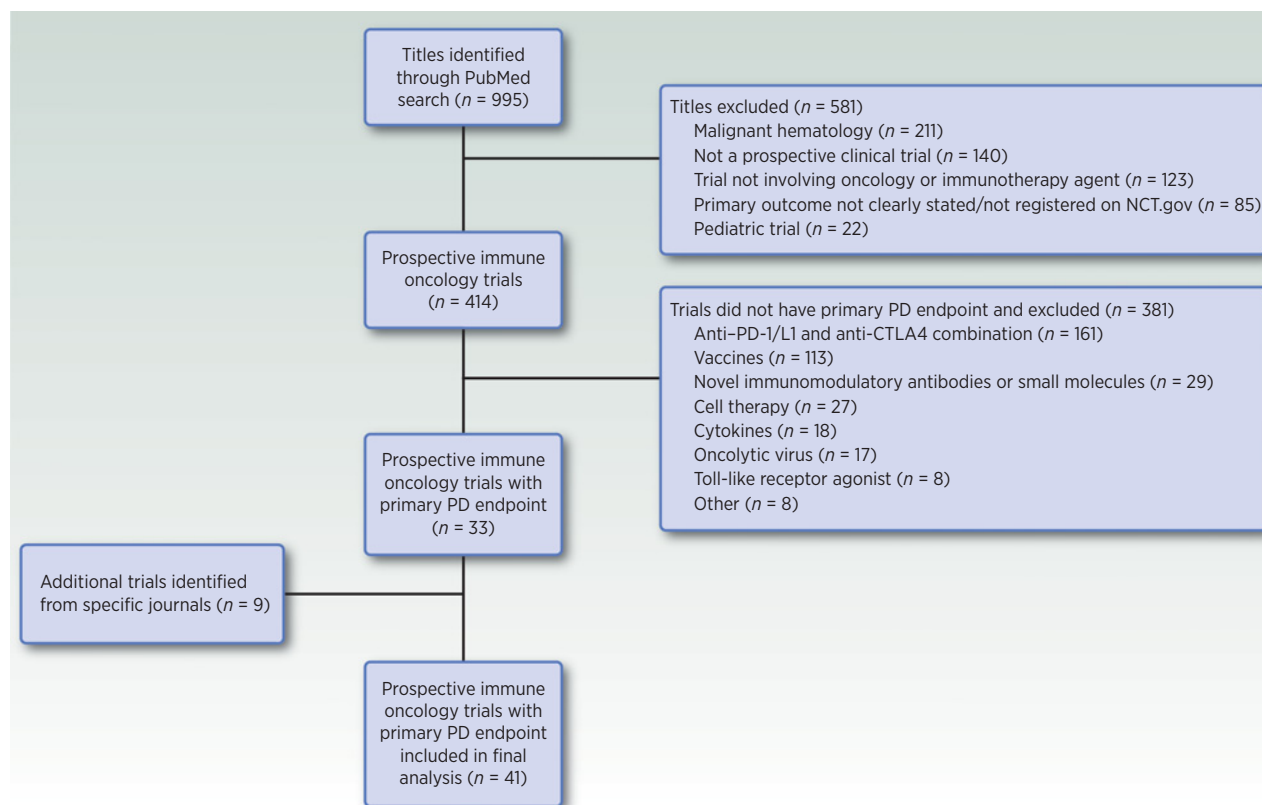 Titles identified
through PubMed
search (n = 995)
Titles excluded (n = 581)
Malignant hematology (n = 211)
Not a prospective clinical trial (n = 140)
Trial not involving oncology or immunotherapy agent (n = 123)
Primary outcome not clearly stated/not registered on NCT.gov (n = 85)
Pediatric trial (n = 22)
Prospective immune
oncology trials
(n = 414)
Trials did not have primary PD endpoint and excluded (n = 381)
Anti–PD-1/L1 and anti-CTLA4 combination (n = 161)
Vaccines (n = 113)
Novel immunomodulatory antibodies or small molecules (n = 29)
Cell therapy (n = 27)
Cytokines (n = 18)
Oncolytic virus (n = 17)
Toll-like receptor agonist (n = 8)
Other (n = 8)
Prospective immune
oncology trials with
primary PD endpoint
(n = 33)
Additional trials identified
from specific journals (n = 9)
Prospective immune
oncology trials with
primary PD endpoint
included in final
analysis (n = 41)